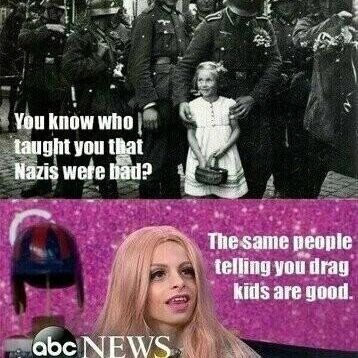 You know who
taught you that
Nazis were bad?
The same people
telling you drag
kids are good.
abc NEWS